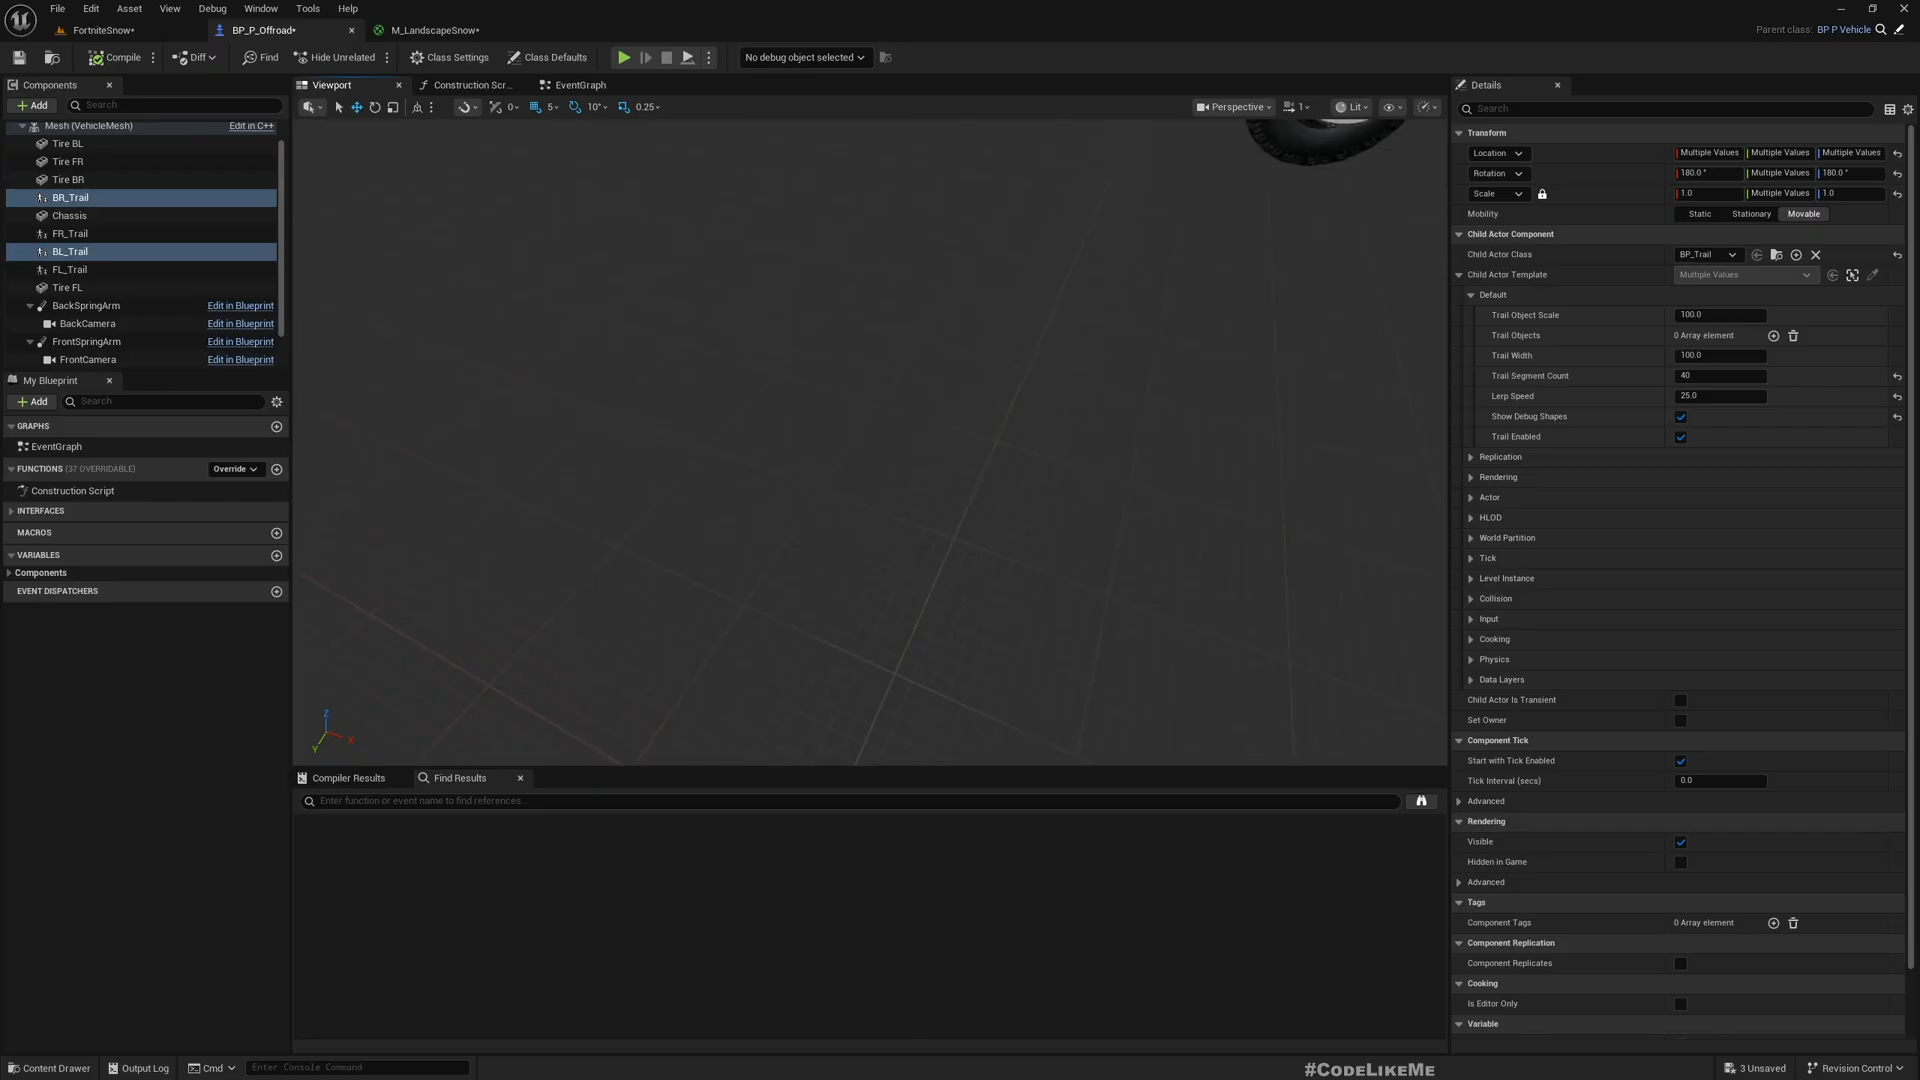 File Edit Asset View Debug Window Tools Help
FortniteSnow* BP_P_Offroad* M_LandscapeSnow* Parent class: BP P Vehicle
Compile Diff Find Hide Unrelated Class Settings Class Defaults No debug object selected
Components Viewport Construction Scr... EventGraph Details
Add Search 0 5 10° 0.25 Perspective 1 Lit Search
Mesh (VehicleMesh) Edit in C++
Tire BL
Tire FR
Tire BR
BR_Trail
Chassis
FR_Trail
BL_Trail
FL_Trail
Tire FL
BackSpringArm Edit in Blueprint
BackCamera Edit in Blueprint
FrontSpringArm Edit in Blueprint
FrontCamera Edit in Blueprint
My Blueprint
Add Search
GRAPHS
EventGraph
FUNCTIONS (37 OVERRIDABLE) Override
Construction Script
INTERFACES
MACROS
VARIABLES
Components
EVENT DISPATCHERS
Z
X
Y
Compiler Results Find Results
Enter function or event name to find references...
Transform
Location Multiple Values Multiple Values Multiple Values
Rotation 180.0 ° Multiple Values 180.0 °
Scale 1.0 Multiple Values 1.0
Mobility Static Stationary Movable
Child Actor Component
Child Actor Class BP_Trail
Child Actor Template Multiple Values
Default
Trail Object Scale 100.0
Trail Objects 0 Array element
Trail Width 100.0
Trail Segment Count 40
Lerp Speed 25.0
Show Debug Shapes
Trail Enabled
Replication
Rendering
Actor
HLOD
World Partition
Tick
Level Instance
Collision
Input
Cooking
Physics
Data Layers
Child Actor Is Transient
Set Owner
Component Tick
Start with Tick Enabled
Tick Interval (secs) 0.0
Advanced
Rendering
Visible
Hidden in Game
Advanced
Tags
Component Tags 0 Array element
Component Replication
Component Replicates
Cooking
Is Editor Only
Variable
Content Drawer Output Log Cmd Enter Console Command #CodeLikeMe 3 Unsaved Revision Control